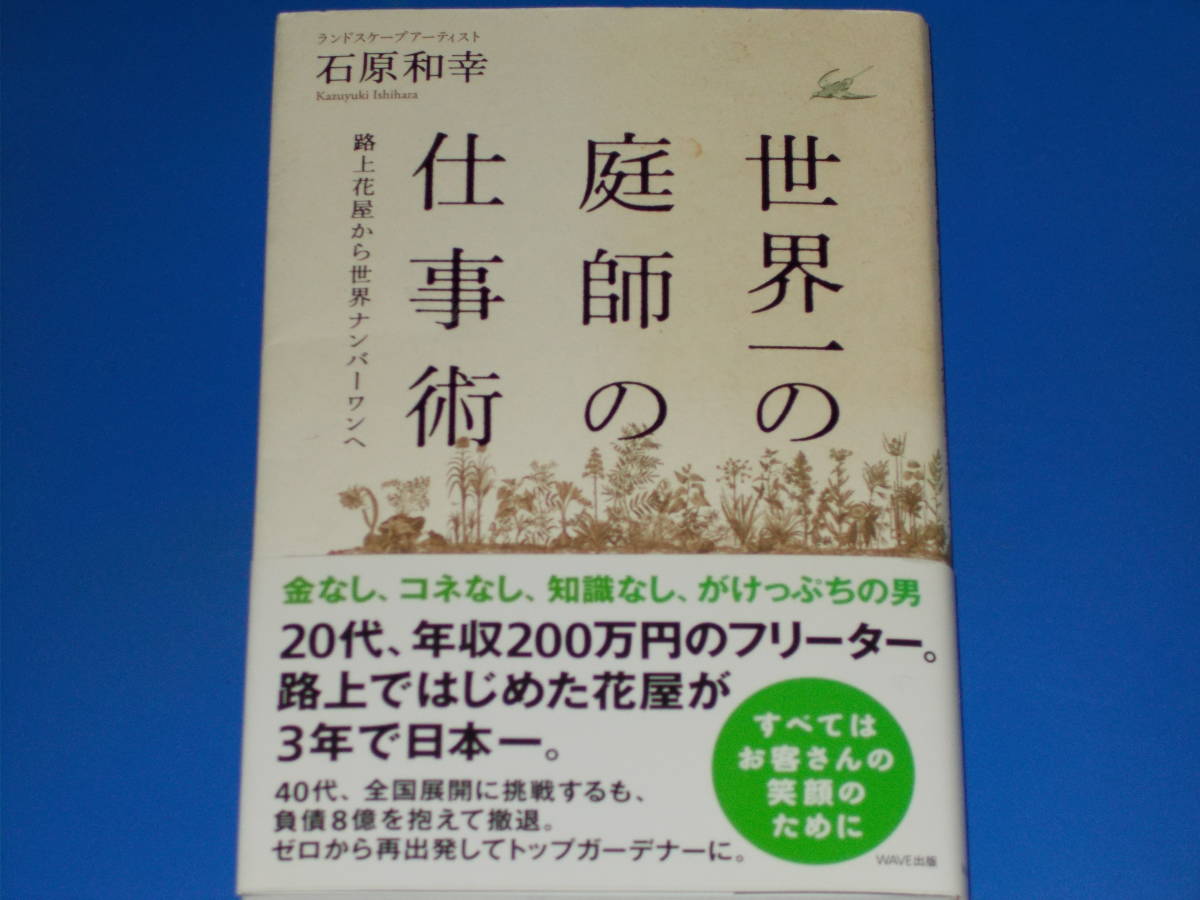 ランドスケープアーティスト
石原和幸
Kazuyuki Ishihara
世界一の
庭師の
仕事術
路上花屋から世界ナンバーワンへ
金なし、コネなし、知識なし、がけっぷちの男
20代、年収200万円のフリーター。
路上ではじめた花屋が
3年で日本一。
40代、全国展開に挑戦するも、
負債8億を抱えて撤退。
ゼロから再出発してトップガーデナーに。
すべては
お客さんの
笑顔の
ために
WAVE出版